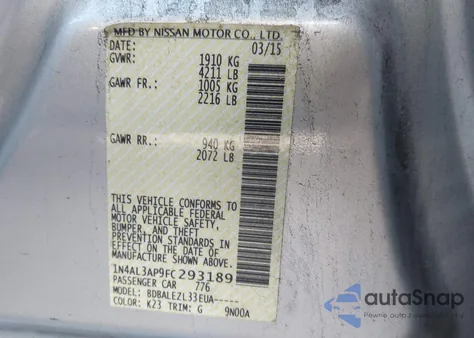 MFD BY NISSAN MOTOR CO., LTD.
DATE: 03/15
GVWR: 1910 KG
4211 LB
GAWR FR: 1005 KG
2216 LB
GAWR RR: 940 KG
2072 LB
THIS VEHICLE CONFORMS TO
ALL APPLICABLE FEDERAL
MOTOR VEHICLE SAFETY,
BUMPER, AND THEFT
PREVENTION STANDARDS IN
EFFECT ON THE DATE OF
MANUFACTURE SHOWN ABOVE.
1N4AL3AP9FC293189
PASSENGER CAR 776
MODEL: BDBALEZL33EUA-----
COLOR: K23 TRIM: G 9N00A
autoSnap
POWERED BY